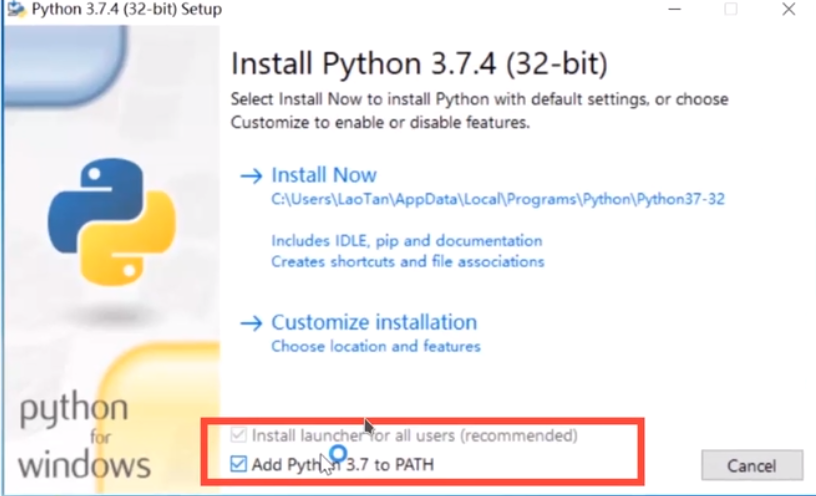 Python 3.7.4 (32-bit) Setup
Install Python 3.7.4 (32-bit)
Select Install Now to install Python with default settings, or choose
Customize to enable or disable features.
Install Now
C:\Users\LaoTan\AppData\Local\Programs\Python\Python37-32
Includes IDLE, pip and documentation
Creates shortcuts and file associations
Customize installation
Choose location and features
python
for
windows
Install launcher for all users (recommended)
Add Python 3.7 to PATH
Cancel